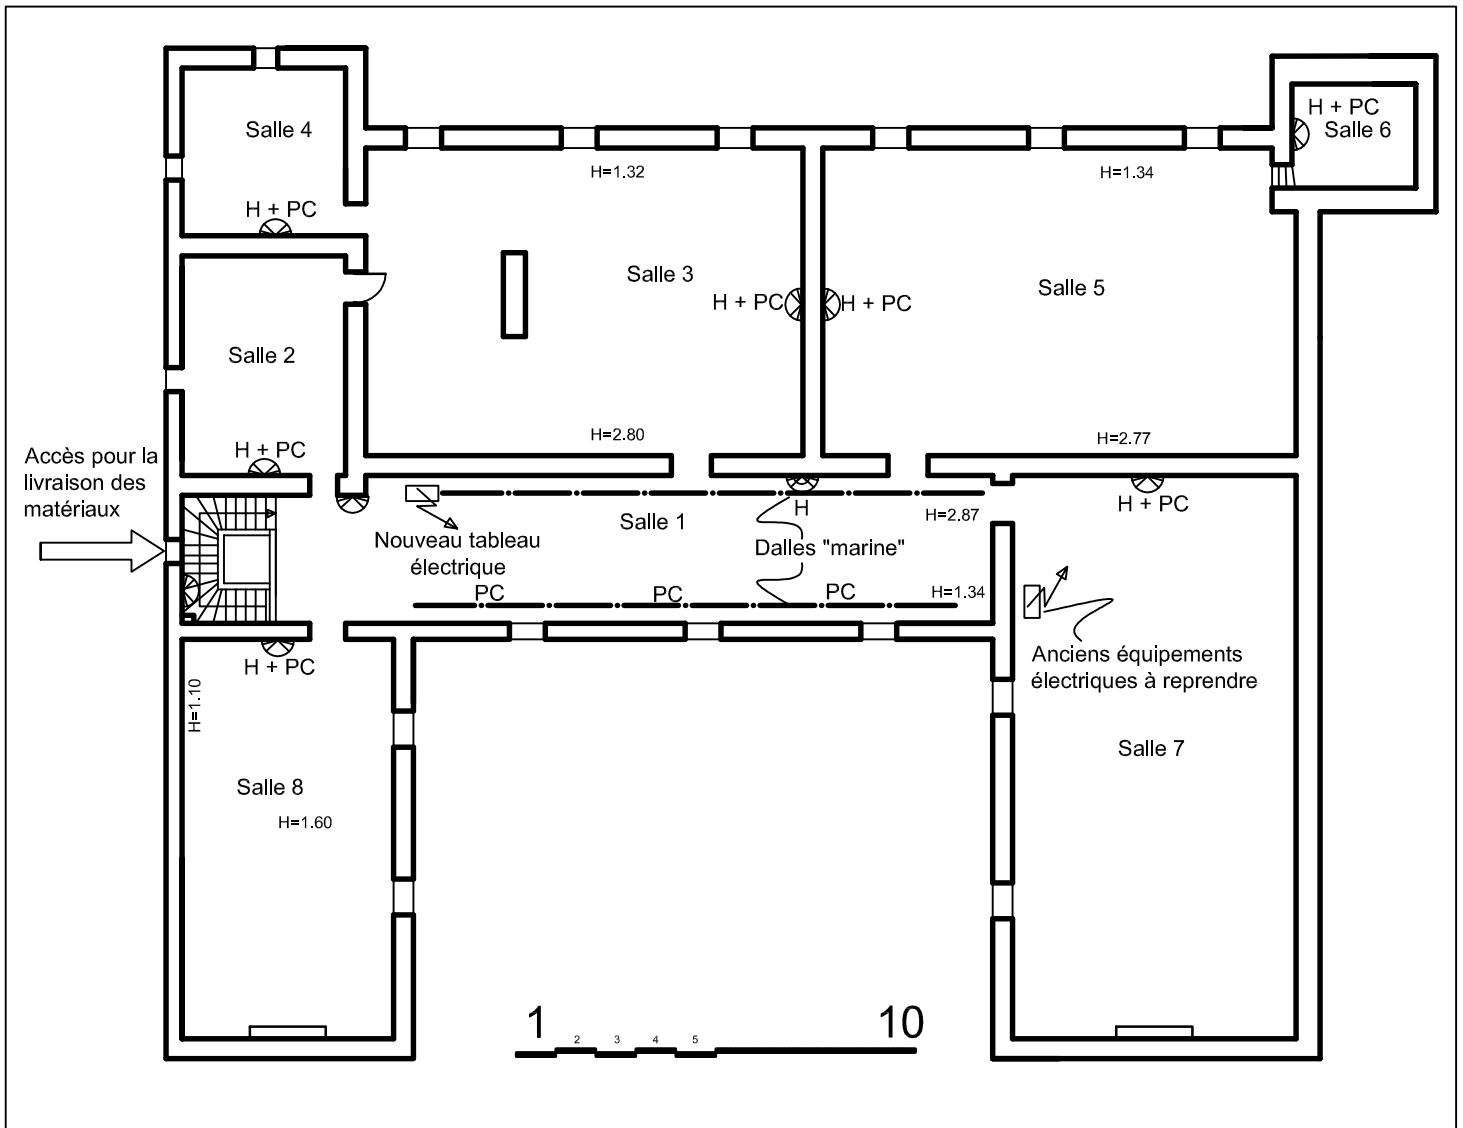 H + PC
Salle 6
Salle 4
H=1.32
H=1.34
H + PC
Salle 3
Salle 5
H + PC
H + PC
Salle 2
H=2.80
H=2.77
H + PC
Accès pour la
livraison des
matériaux
H
H + PC
Salle 1
H=2.87
Nouveau tableau
électrique
Dalles "marine"
PC
PC
PC
H=1.34
H + PC
Anciens équipements
électriques à reprendre
H=1.10
Salle 7
Salle 8
H=1.60
1
10
2
3
4
5